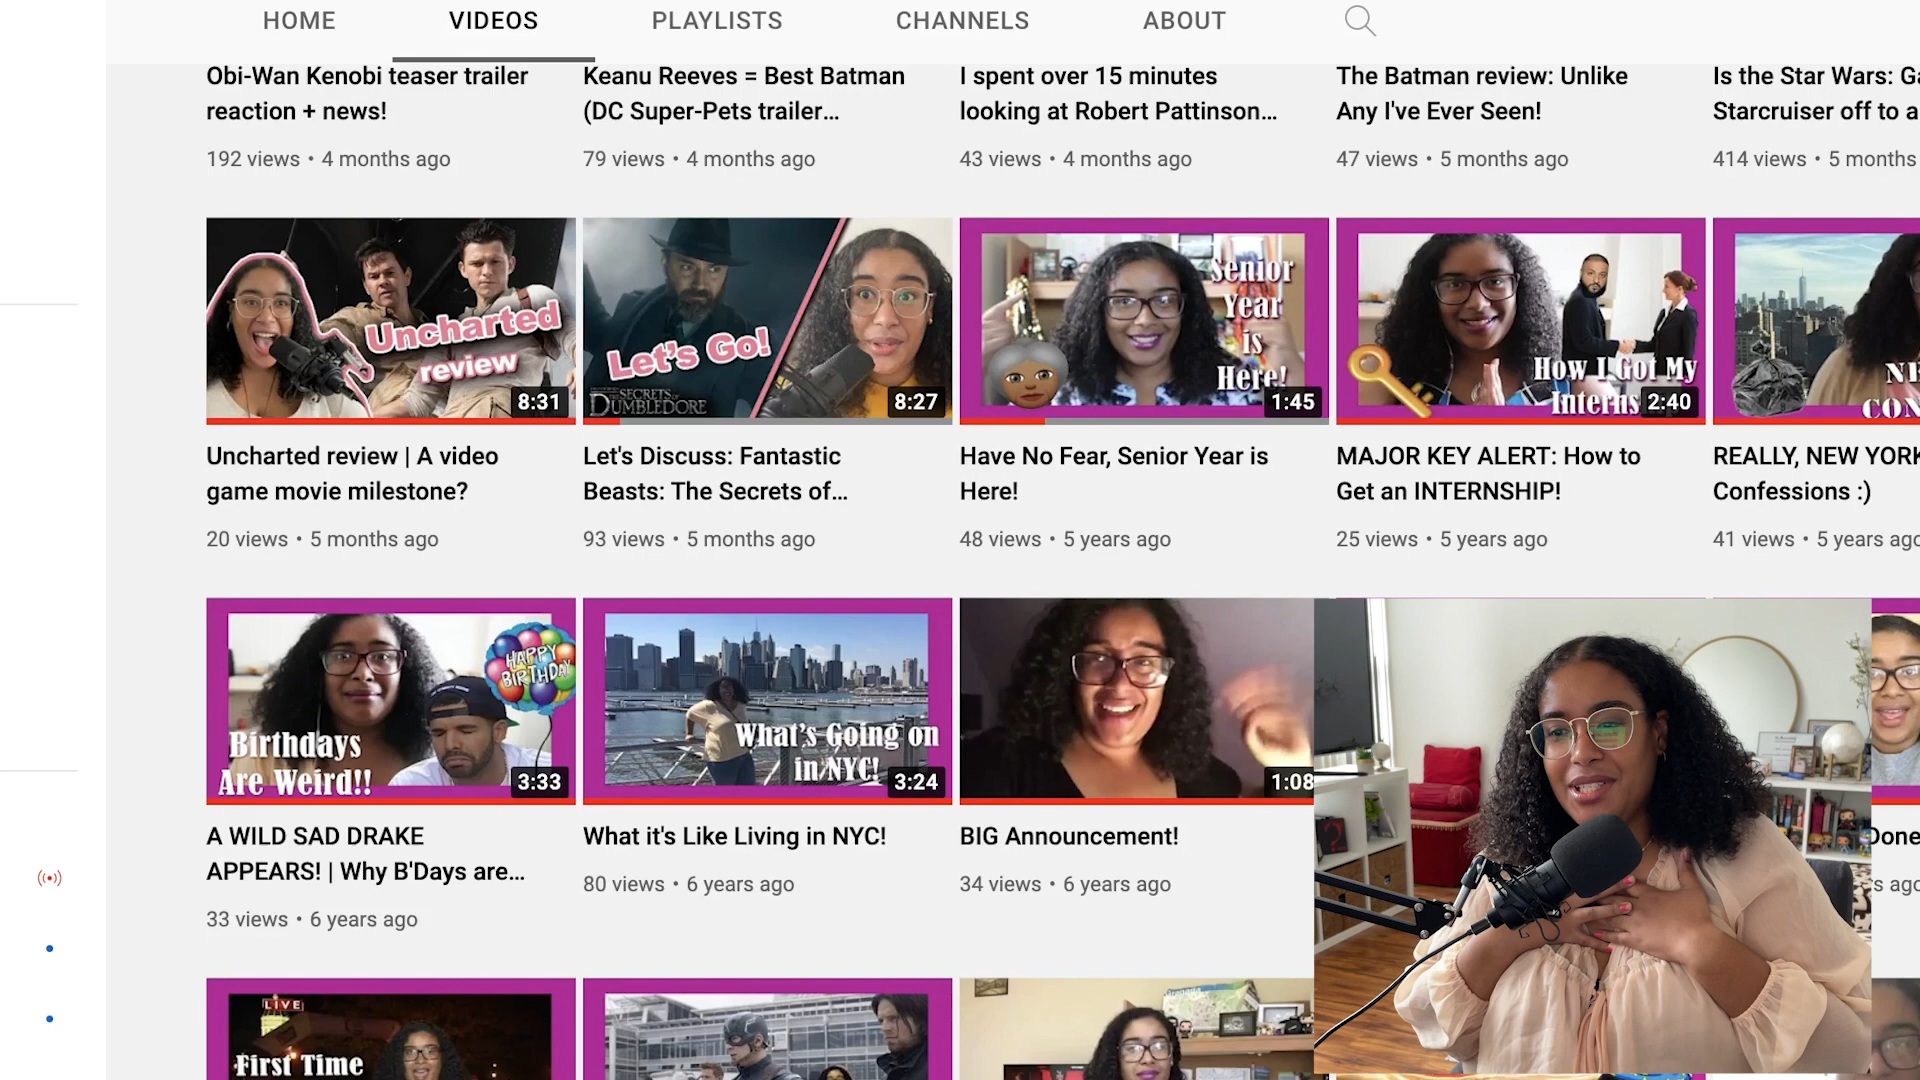 HOME
VIDEOS
PLAYLISTS
CHANNELS
ABOUT
Obi-Wan Kenobi teaser trailer
reaction + news!
192 views • 4 months ago
Keanu Reeves = Best Batman
(DC Super-Pets trailer...
79 views • 4 months ago
I spent over 15 minutes
looking at Robert Pattinson...
43 views • 4 months ago
The Batman review: Unlike
Any I've Ever Seen!
47 views • 5 months ago
Is the Star Wars: Ga
Starcruiser off to a
414 views • 5 months
Uncharted
review
8:31
Let's Go!
SECRETS OF
DUMBLEDORE
8:27
Senior
Year
is
Here!
1:45
How I Got My
Interns
2:40
CON
Uncharted review | A video
game movie milestone?
20 views • 5 months ago
Let's Discuss: Fantastic
Beasts: The Secrets of...
93 views • 5 months ago
Have No Fear, Senior Year is
Here!
48 views • 5 years ago
MAJOR KEY ALERT: How to
Get an INTERNSHIP!
25 views • 5 years ago
REALLY, NEW YORK
Confessions :)
41 views • 5 years ago
HAPPY
BIRTHDAY
Birthdays
Are Weird!!
3:33
What's Going on
in NYC!
3:24
1:08
A WILD SAD DRAKE
APPEARS! | Why B'Days are...
33 views • 6 years ago
What it's Like Living in NYC!
80 views • 6 years ago
BIG Announcement!
34 views • 6 years ago
Done
s ago
LIVE
First Time